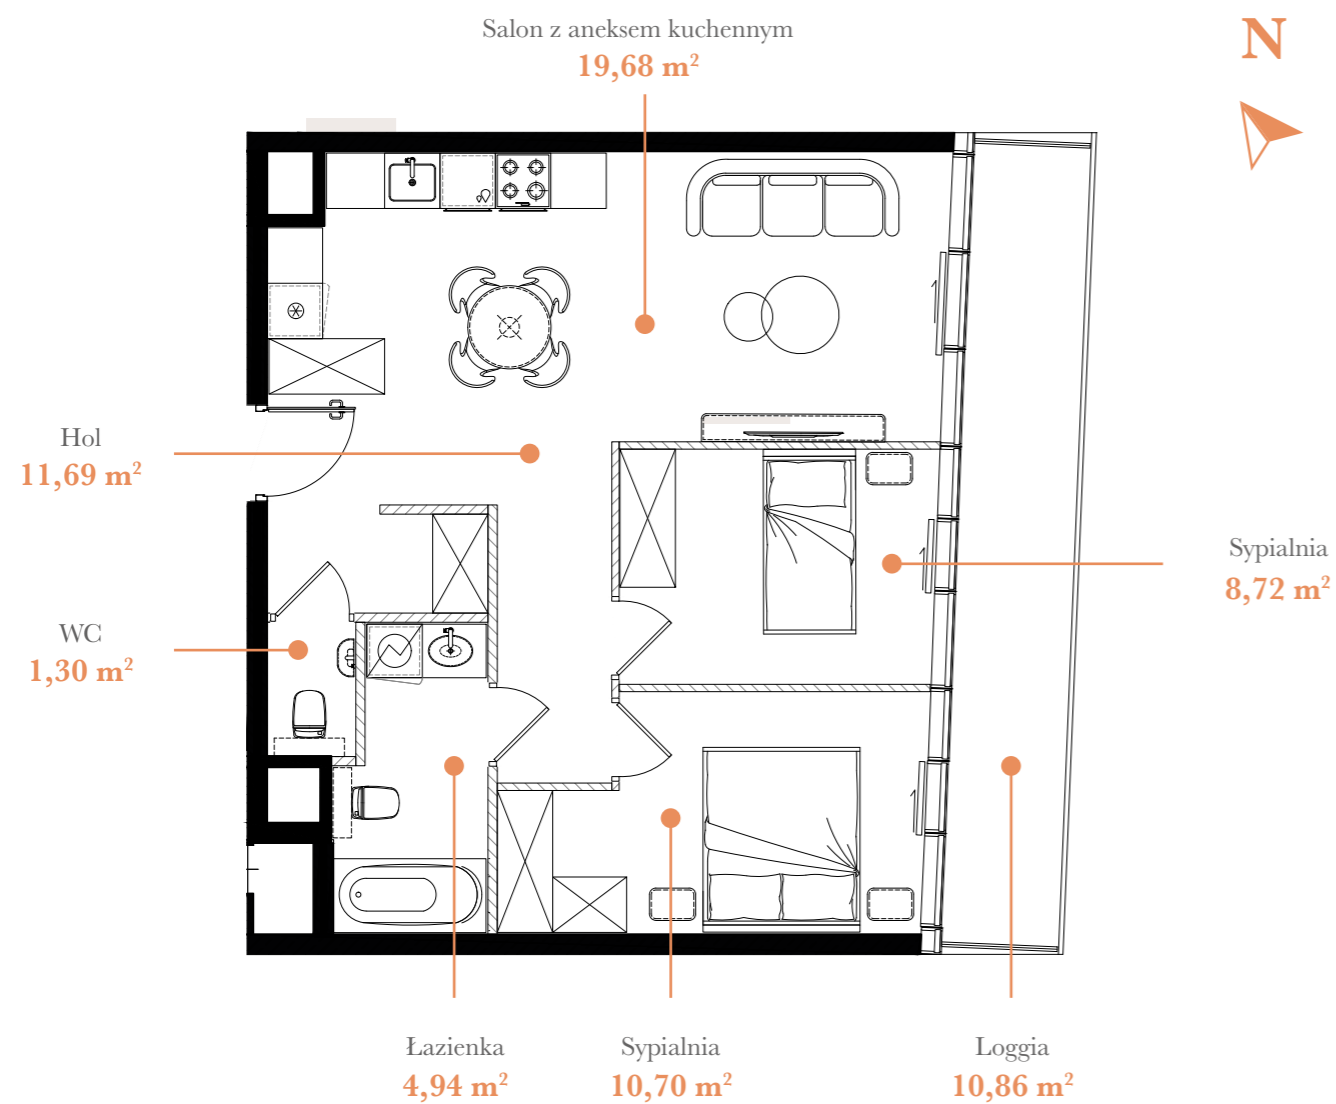 Salon z aneksem kuchennym
19,68 m²
N
Hol
11,69 m²
Sypialnia
8,72 m²
WC
1,30 m²
Łazienka
4,94 m²
Sypialnia
10,70 m²
Loggia
10,86 m²